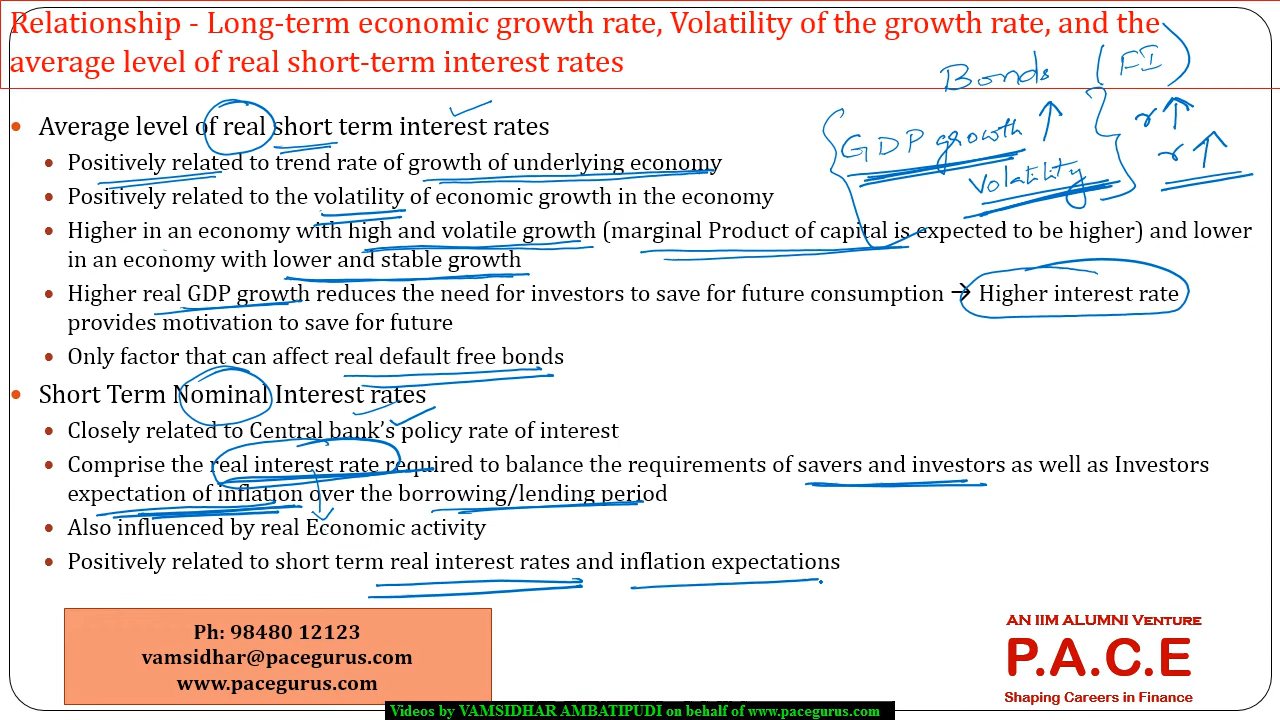 Relationship - Long-term economic growth rate, Volatility of the growth rate, and the
average level of real short-term interest rates
Bonds (FI)
GDP growth ↑
Volatility
r↑
r↑
• Average level of real short term interest rates
• Positively related to trend rate of growth of underlying economy
• Positively related to the volatility of economic growth in the economy
• Higher in an economy with high and volatile growth (marginal Product of capital is expected to be higher) and lower
in an economy with lower and stable growth
• Higher real GDP growth reduces the need for investors to save for future consumption → Higher interest rate
provides motivation to save for future
• Only factor that can affect real default free bonds
• Short Term Nominal Interest rates
• Closely related to Central bank's policy rate of interest
• Comprise the real interest rate required to balance the requirements of savers and investors as well as Investors
expectation of inflation over the borrowing/lending period
• Also influenced by real Economic activity
• Positively related to short term real interest rates and inflation expectations
Ph: 98480 12123
vamsidhar@pacegurus.com
www.pacegurus.com
AN IIM ALUMNI VENTURE
P.A.C.E
Shaping Careers in Finance
Videos by VAMSIDHAR AMBATIPUDI on behalf of www.pacegurus.com